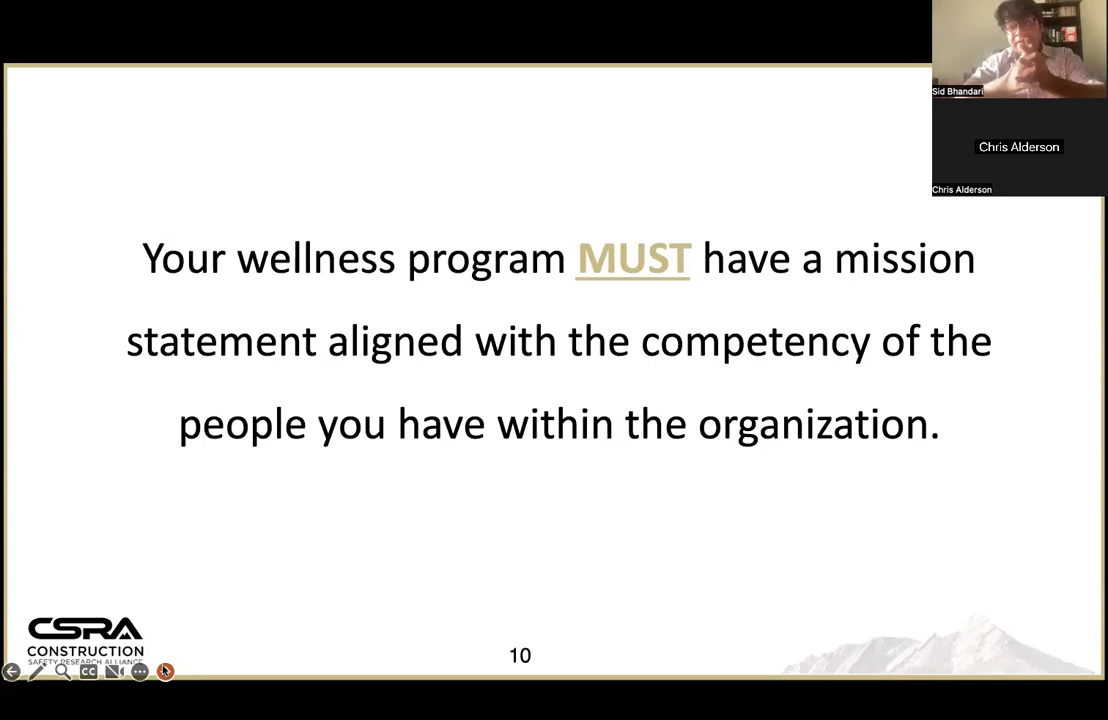 Sid Bhandari
Chris Alderson
Chris Alderson
Your wellness program MUST have a mission
statement aligned with the competency of the
people you have within the organization.
CSRA
CONSTRUCTION
SAFETY RESEARCH ALLIANCE
CC
10